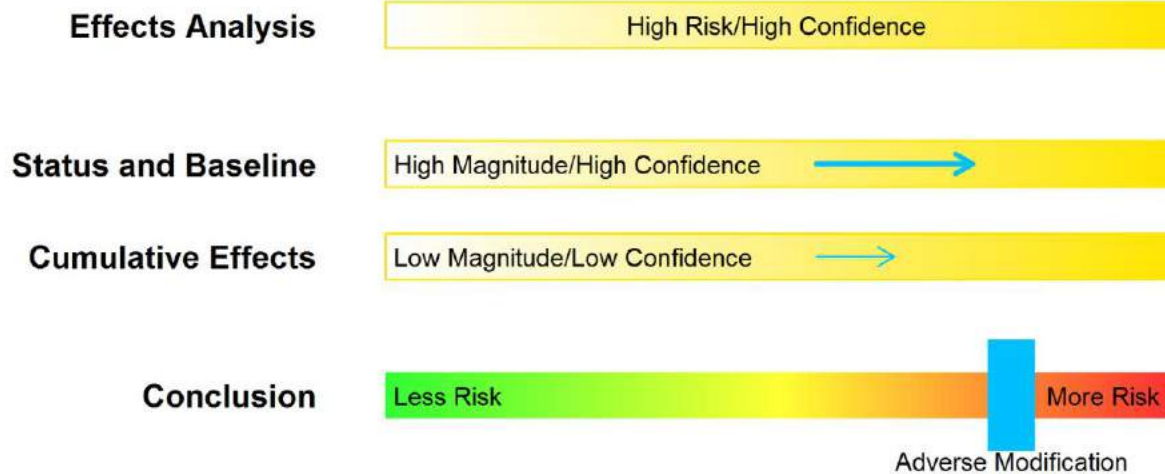 Effects Analysis
High Risk/High Confidence
Status and Baseline
High Magnitude/High Confidence
Cumulative Effects
Low Magnitude/Low Confidence
Conclusion
Less Risk
More Risk
Adverse Modification